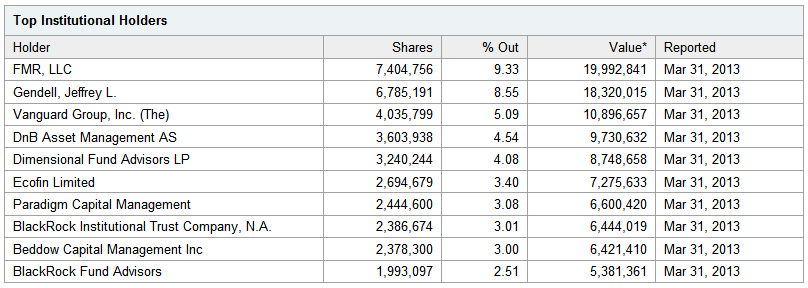 Top Institutional Holders
Holder Shares % Out Value* Reported
FMR, LLC 7,404,756 9.33 19,992,841 Mar 31, 2013
Gendell, Jeffrey L. 6,785,191 8.55 18,320,015 Mar 31, 2013
Vanguard Group, Inc. (The) 4,035,799 5.09 10,896,657 Mar 31, 2013
DnB Asset Management AS 3,603,938 4.54 9,730,632 Mar 31, 2013
Dimensional Fund Advisors LP 3,240,244 4.08 8,748,658 Mar 31, 2013
Ecofin Limited 2,694,679 3.40 7,275,633 Mar 31, 2013
Paradigm Capital Management 2,444,600 3.08 6,600,420 Mar 31, 2013
BlackRock Institutional Trust Company, N.A. 2,386,674 3.01 6,444,019 Mar 31, 2013
Beddow Capital Management Inc 2,378,300 3.00 6,421,410 Mar 31, 2013
BlackRock Fund Advisors 1,993,097 2.51 5,381,361 Mar 31, 2013